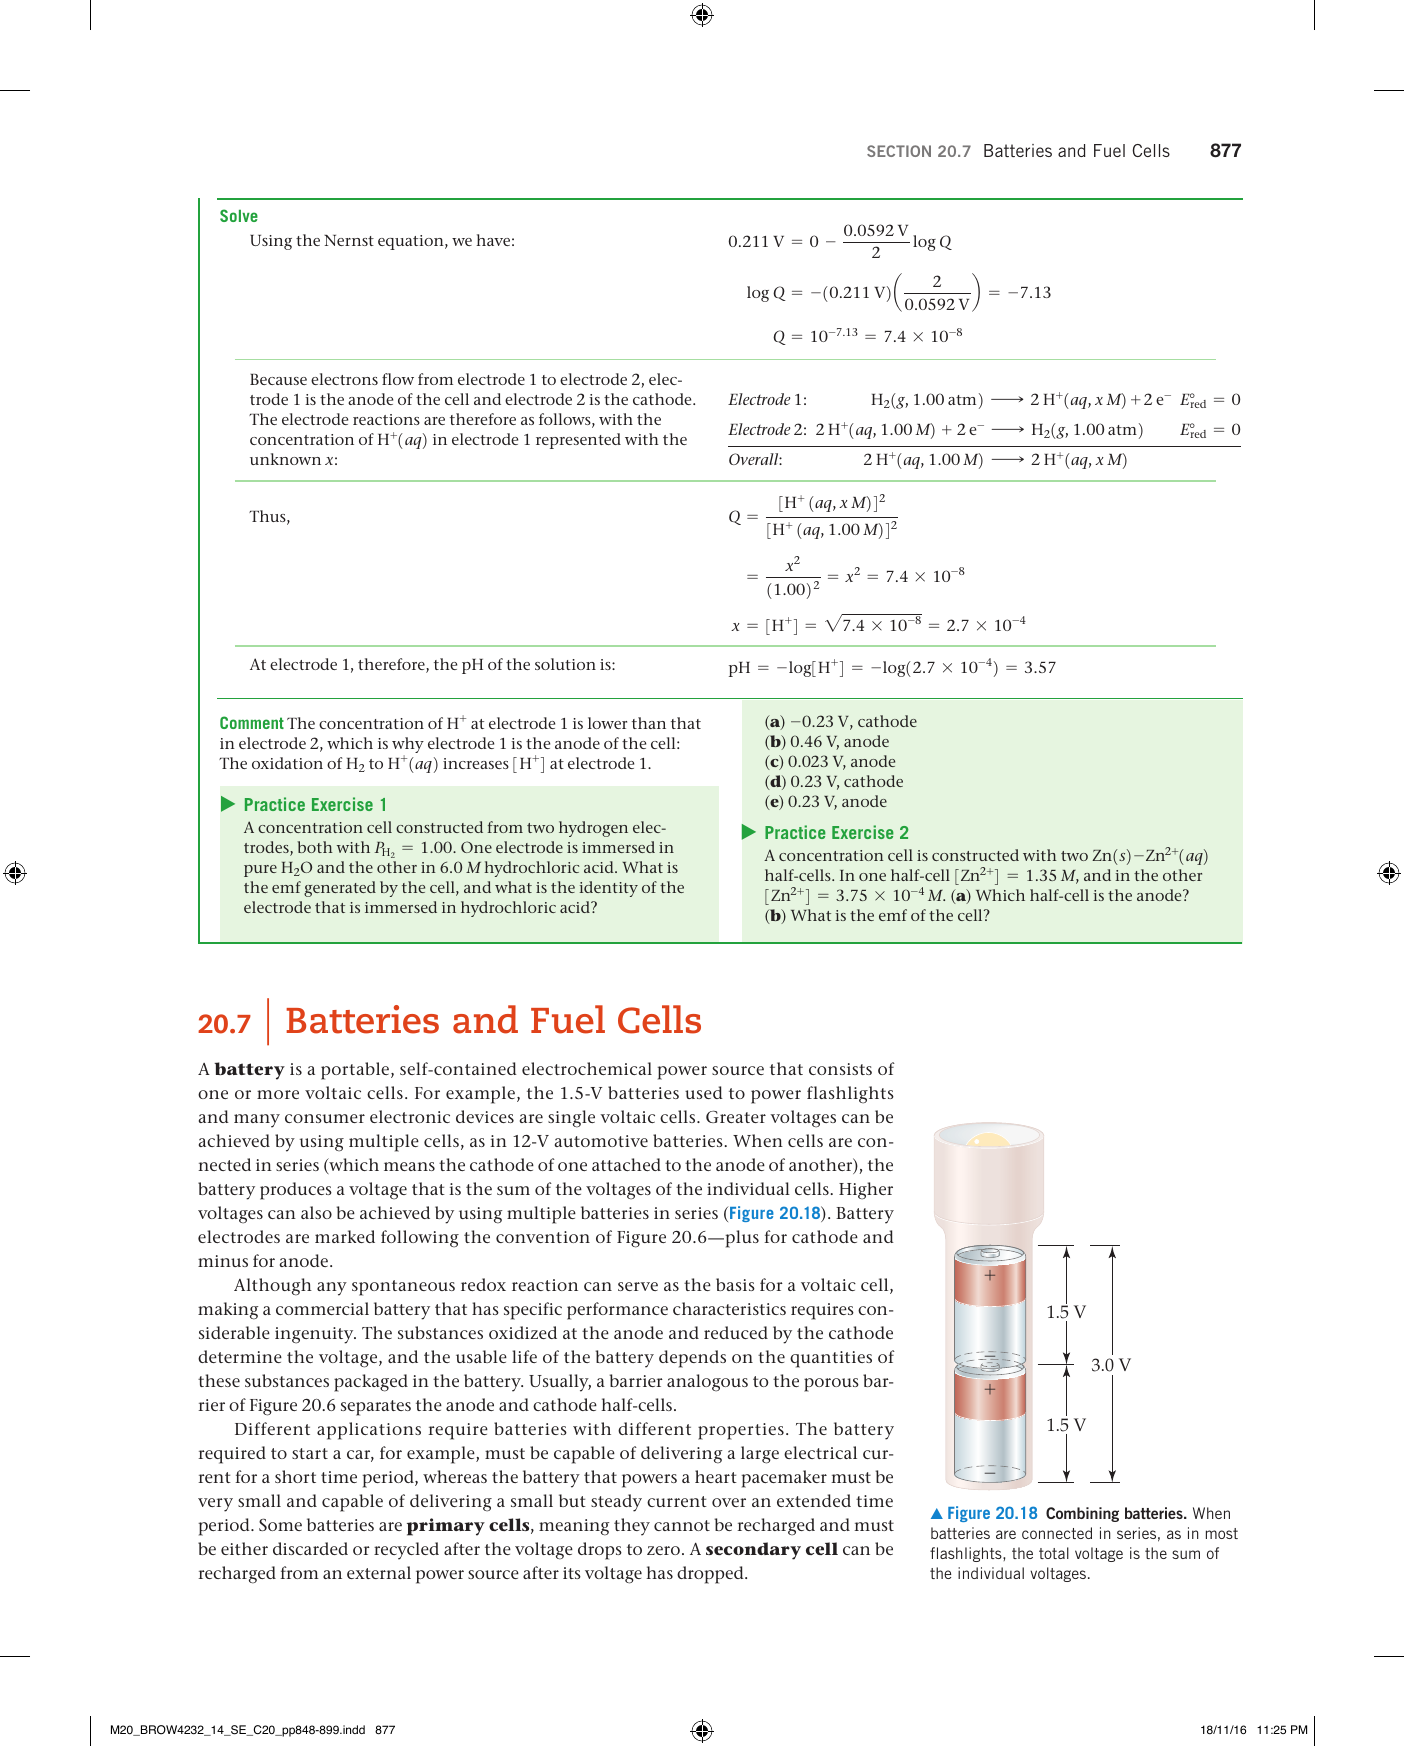 SECTION 20.7 Batteries and Fuel Cells 877
Solve
Using the Nernst equation, we have:
0.211 V = 0 − (0.0592 V / 2) log Q
log Q = −(0.211 V)(2 / 0.0592 V) = −7.13
Q = 10⁻⁷·¹³ = 7.4 × 10⁻⁸
Because electrons flow from electrode 1 to electrode 2, elec-
trode 1 is the anode of the cell and electrode 2 is the cathode.
The electrode reactions are therefore as follows, with the
concentration of H⁺(aq) in electrode 1 represented with the
unknown x:
Electrode 1: H₂(g, 1.00 atm) ⟶ 2 H⁺(aq, x M) + 2 e⁻ E°red = 0
Electrode 2: 2 H⁺(aq, 1.00 M) + 2 e⁻ ⟶ H₂(g, 1.00 atm) E°red = 0
Overall: 2 H⁺(aq, 1.00 M) ⟶ 2 H⁺(aq, x M)
Thus,
Q = [H⁺ (aq, x M)]² / [H⁺ (aq, 1.00 M)]²
= x² / (1.00)² = x² = 7.4 × 10⁻⁸
x = [H⁺] = √(7.4 × 10⁻⁸) = 2.7 × 10⁻⁴
At electrode 1, therefore, the pH of the solution is:
pH = −log[H⁺] = −log(2.7 × 10⁻⁴) = 3.57
Comment The concentration of H⁺ at electrode 1 is lower than that
in electrode 2, which is why electrode 1 is the anode of the cell:
The oxidation of H₂ to H⁺(aq) increases [H⁺] at electrode 1.
▶ Practice Exercise 1
A concentration cell constructed from two hydrogen elec-
trodes, both with P_H₂ = 1.00. One electrode is immersed in
pure H₂O and the other in 6.0 M hydrochloric acid. What is
the emf generated by the cell, and what is the identity of the
electrode that is immersed in hydrochloric acid?
(a) −0.23 V, cathode
(b) 0.46 V, anode
(c) 0.023 V, anode
(d) 0.23 V, cathode
(e) 0.23 V, anode
▶ Practice Exercise 2
A concentration cell is constructed with two Zn(s)–Zn²⁺(aq)
half-cells. In one half-cell [Zn²⁺] = 1.35 M, and in the other
[Zn²⁺] = 3.75 × 10⁻⁴ M. (a) Which half-cell is the anode?
(b) What is the emf of the cell?
20.7 | Batteries and Fuel Cells
A battery is a portable, self-contained electrochemical power source that consists of
one or more voltaic cells. For example, the 1.5-V batteries used to power flashlights
and many consumer electronic devices are single voltaic cells. Greater voltages can be
achieved by using multiple cells, as in 12-V automotive batteries. When cells are con-
nected in series (which means the cathode of one attached to the anode of another), the
battery produces a voltage that is the sum of the voltages of the individual cells. Higher
voltages can also be achieved by using multiple batteries in series (Figure 20.18). Battery
electrodes are marked following the convention of Figure 20.6—plus for cathode and
minus for anode.
Although any spontaneous redox reaction can serve as the basis for a voltaic cell,
making a commercial battery that has specific performance characteristics requires con-
siderable ingenuity. The substances oxidized at the anode and reduced by the cathode
determine the voltage, and the usable life of the battery depends on the quantities of
these substances packaged in the battery. Usually, a barrier analogous to the porous bar-
rier of Figure 20.6 separates the anode and cathode half-cells.
Different applications require batteries with different properties. The battery
required to start a car, for example, must be capable of delivering a large electrical cur-
rent for a short time period, whereas the battery that powers a heart pacemaker must be
very small and capable of delivering a small but steady current over an extended time
period. Some batteries are primary cells, meaning they cannot be recharged and must
be either discarded or recycled after the voltage drops to zero. A secondary cell can be
recharged from an external power source after its voltage has dropped.
+
1.5 V
−
3.0 V
+
1.5 V
−
▲ Figure 20.18 Combining batteries. When
batteries are connected in series, as in most
flashlights, the total voltage is the sum of
the individual voltages.
M20_BROW4232_14_SE_C20_pp848-899.indd 877
18/11/16 11:25 PM